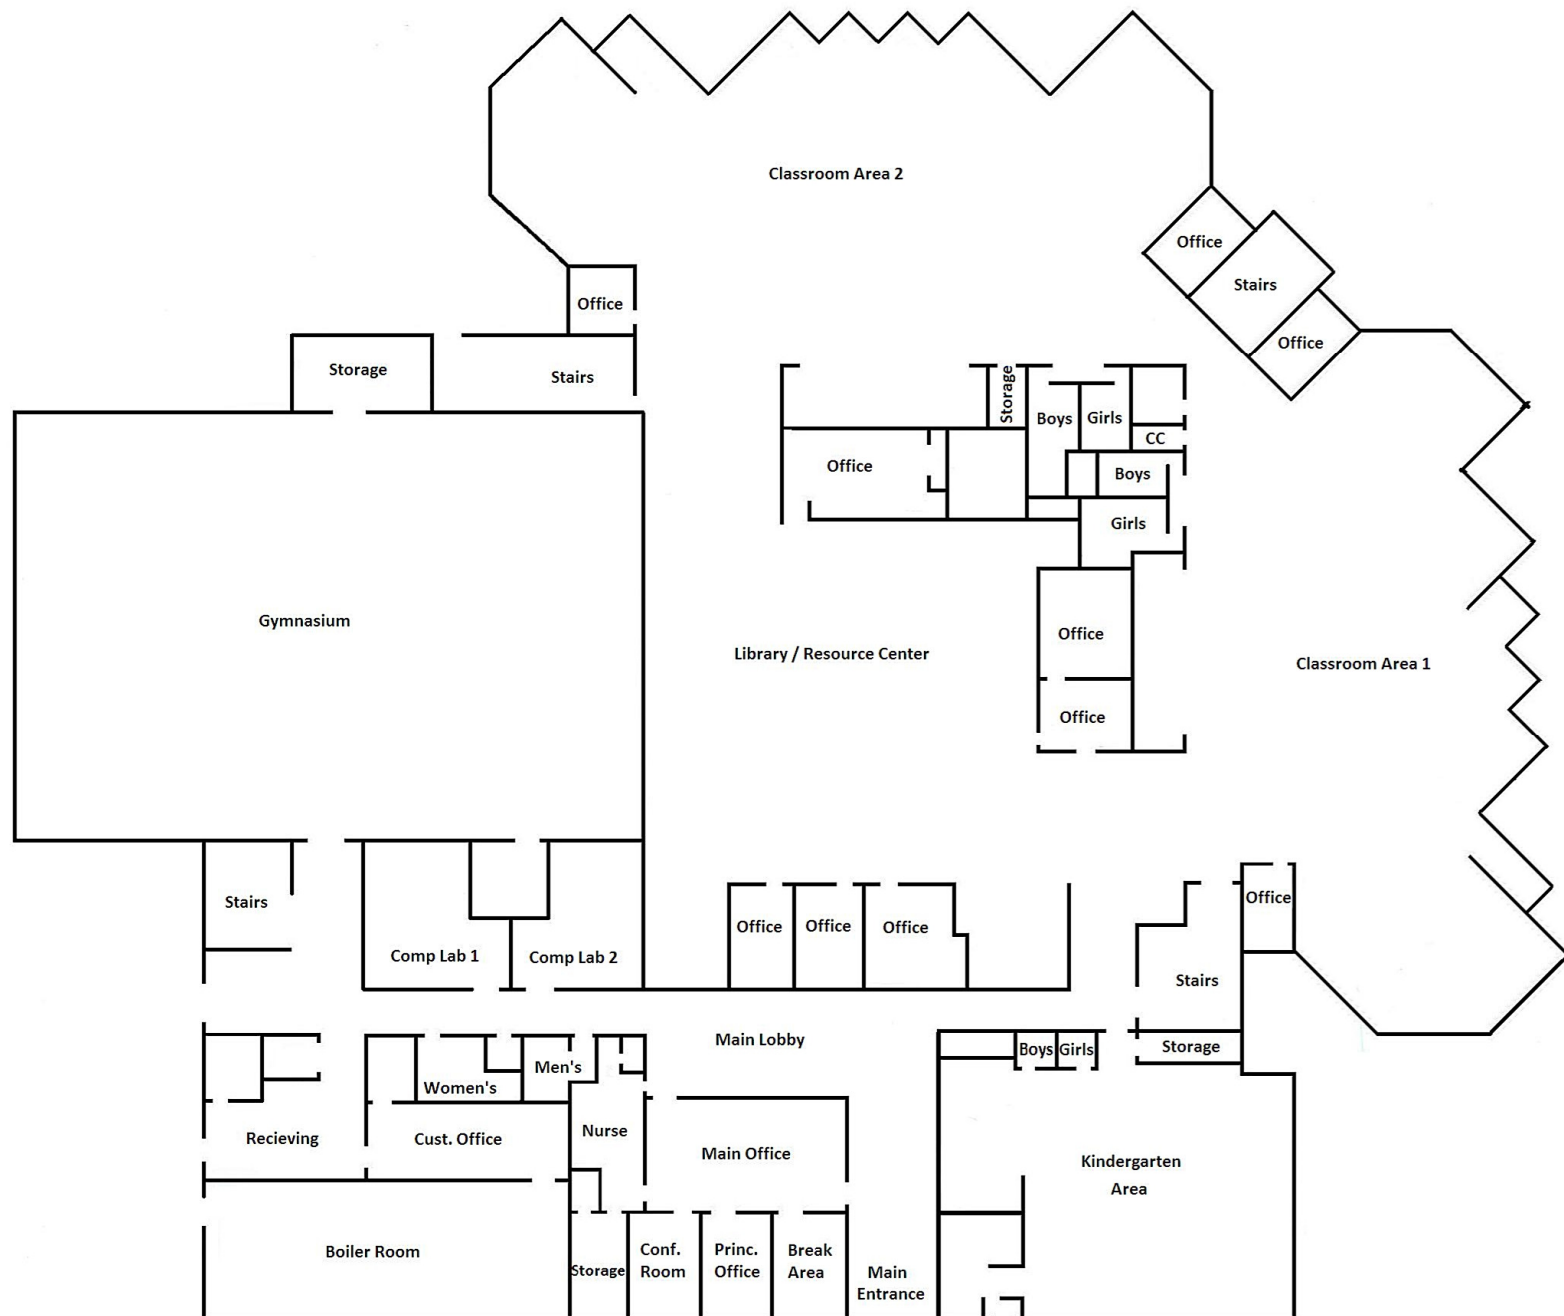 Classroom Area 2
Office
Stairs
Office
Office
Storage
Stairs
Storage
Boys
Girls
CC
Office
Boys
Girls
Gymnasium
Office
Library / Resource Center
Classroom Area 1
Office
Stairs
Office
Office
Office
Office
Comp Lab 1
Comp Lab 2
Stairs
Main Lobby
Boys
Girls
Storage
Men's
Women's
Nurse
Recieving
Cust. Office
Main Office
Kindergarten
Area
Boiler Room
Storage
Conf.
Room
Princ.
Office
Break
Area
Main
Entrance